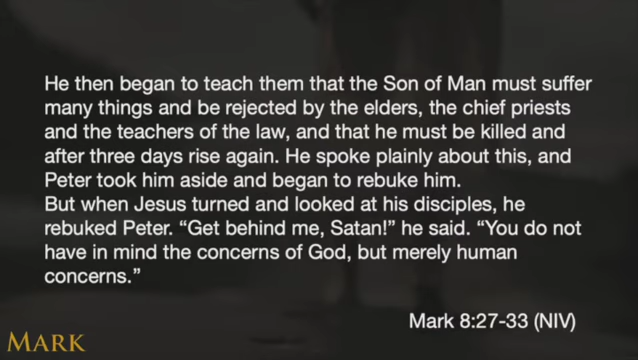 He then began to teach them that the Son of Man must suffer
many things and be rejected by the elders, the chief priests
and the teachers of the law, and that he must be killed and
after three days rise again. He spoke plainly about this, and
Peter took him aside and began to rebuke him.
But when Jesus turned and looked at his disciples, he
rebuked Peter. “Get behind me, Satan!” he said. “You do not
have in mind the concerns of God, but merely human
concerns.”
Mark 8:27-33 (NIV)
MARK